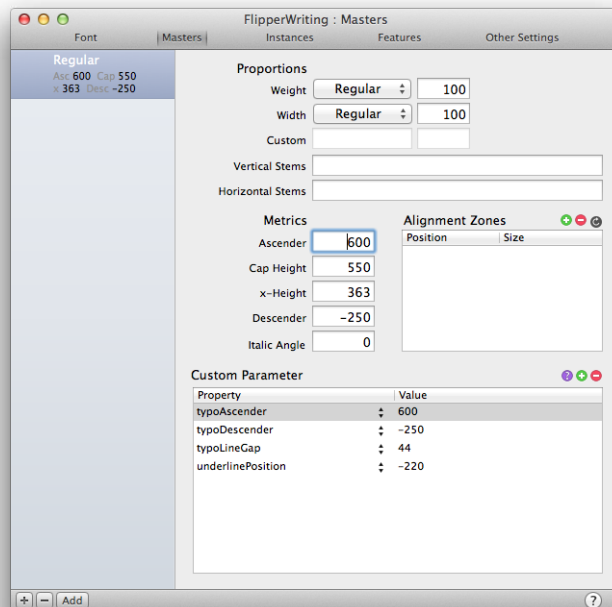 FlipperWriting : Masters
Font Masters Instances Features Other Settings
Regular
Asc 600 Cap 550
x 363 Desc -250
Proportions
Weight Regular 100
Width Regular 100
Custom
Vertical Stems
Horizontal Stems
Metrics
Ascender 600
Cap Height 550
x-Height 363
Descender -250
Italic Angle 0
Alignment Zones
Position Size
Custom Parameter
Property Value
typoAscender 600
typoDescender -250
typoLineGap 44
underlinePosition -220
+ − Add ?